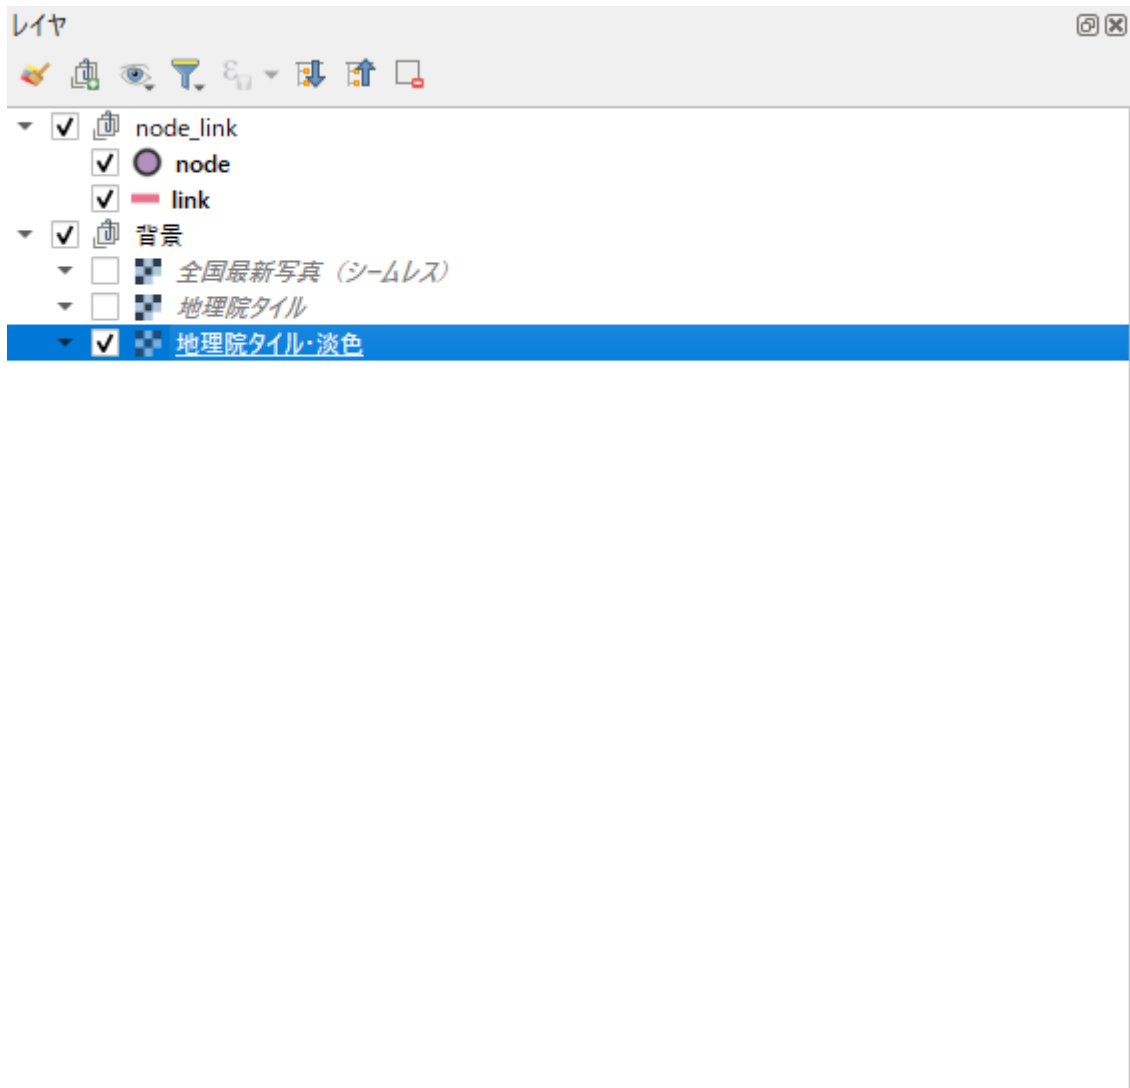 レイヤ
node_link
node
link
背景
全国最新写真（シームレス）
地理院タイル
地理院タイル・淡色